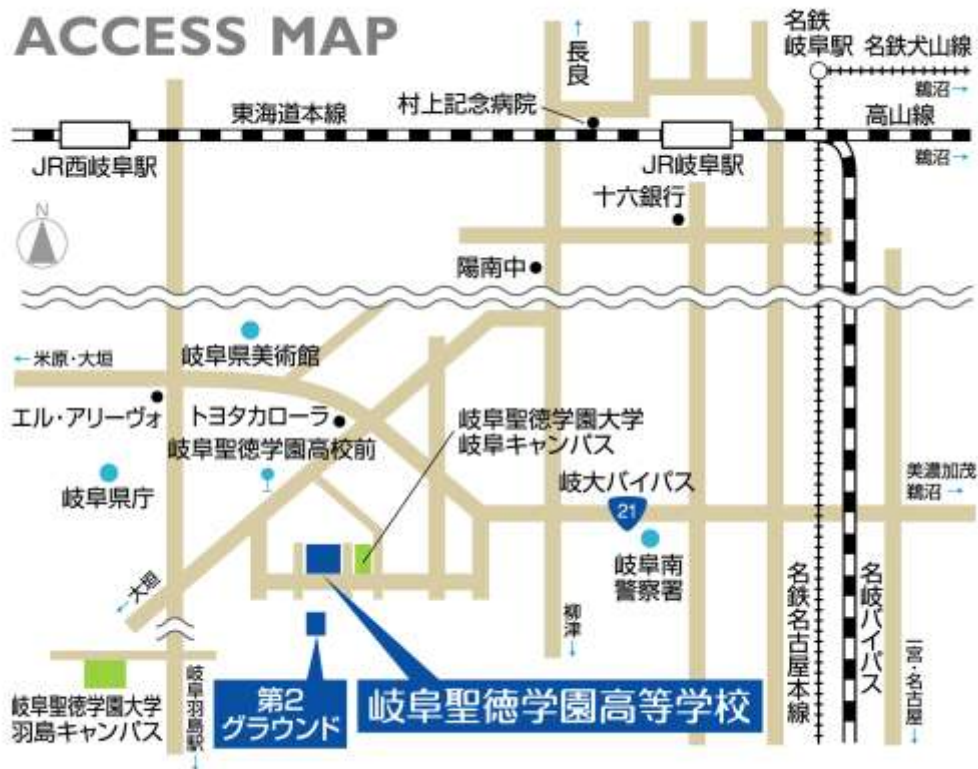 ACCESS MAP
名鉄
岐阜駅
名鉄犬山線
鵜沼→
↑
長良
村上記念病院
東海道本線
高山線
鵜沼→
JR西岐阜駅
JR岐阜駅
十六銀行
N
陽南中
岐阜県美術館
←米原・大垣
エル・アリーヴォ
トヨタカローラ
岐阜聖徳学園高校前
岐阜聖徳学園大学
岐阜キャンパス
岐阜県庁
岐大バイパス
21
美濃加茂
鵜沼→
岐阜南
警察署
←大垣
柳津
↓
名鉄名古屋本線
名岐バイパス
一宮・名古屋
↓
岐阜羽島駅
↓
岐阜聖徳学園大学
羽島キャンパス
第2
グラウンド
岐阜聖徳学園高等学校